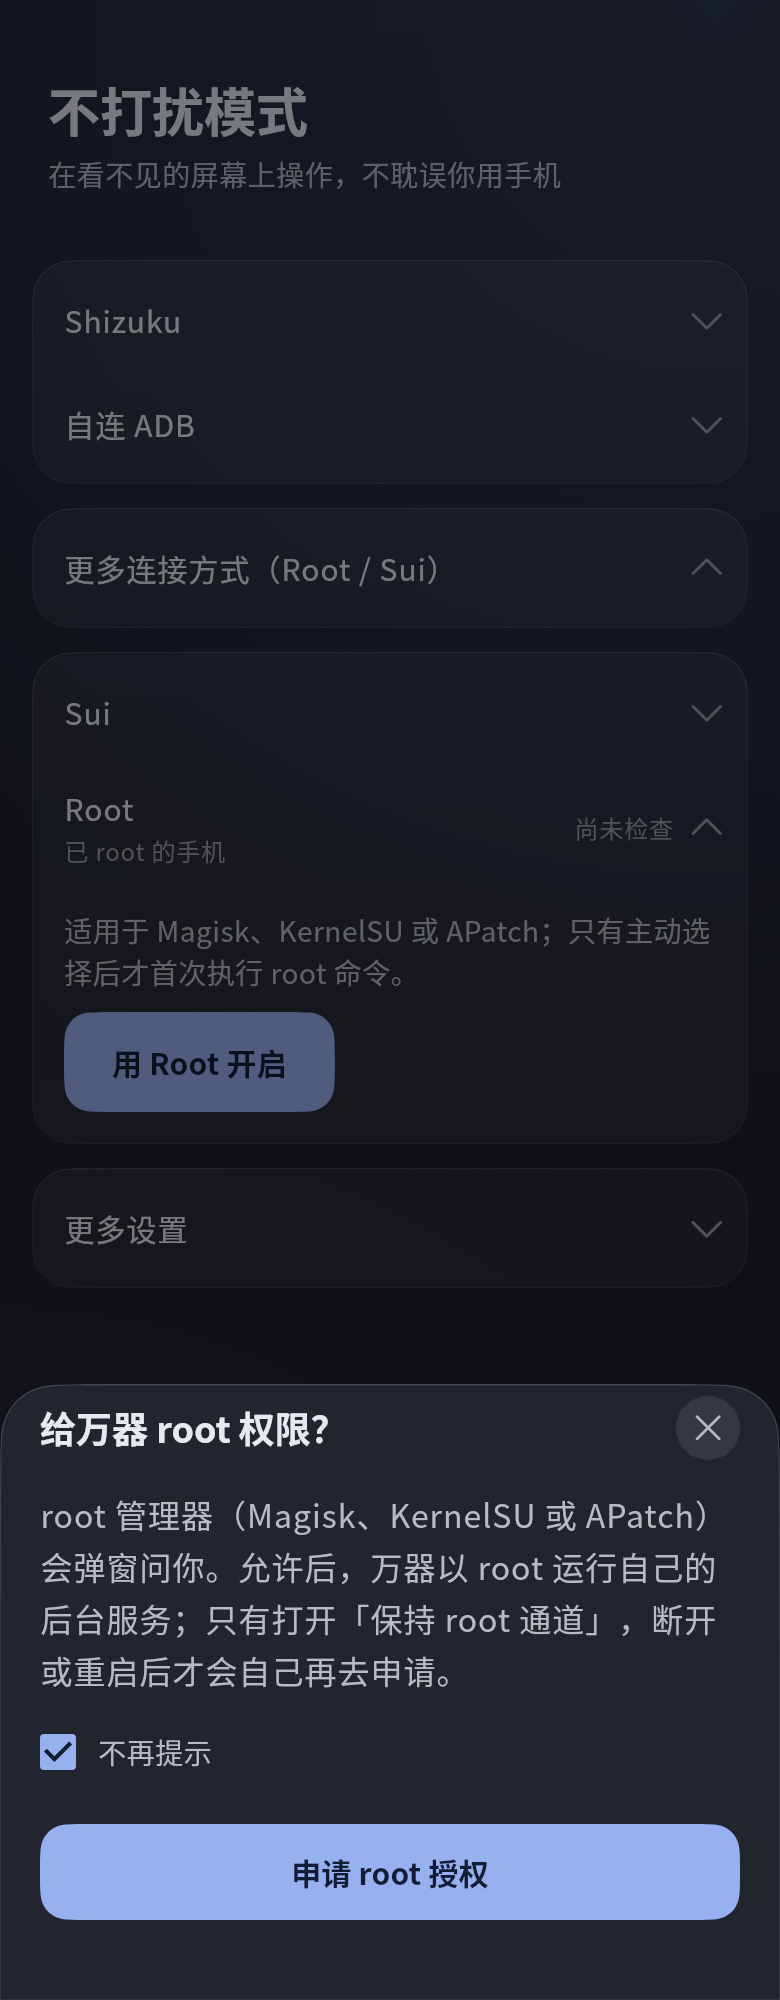 不打扰模式
在看不见的屏幕上操作，不耽误你用手机
Shizuku
自连 ADB
更多连接方式（Root / Sui）
Sui
Root
已 root 的手机
尚未检查
适用于 Magisk、KernelSU 或 APatch；只有主动选
择后才首次执行 root 命令。
用 Root 开启
更多设置
给万器 root 权限？
root 管理器（Magisk、KernelSU 或 APatch）
会弹窗问你。允许后，万器以 root 运行自己的
后台服务；只有打开「保持 root 通道」，断开
或重启后才会自己再去申请。
不再提示
申请 root 授权